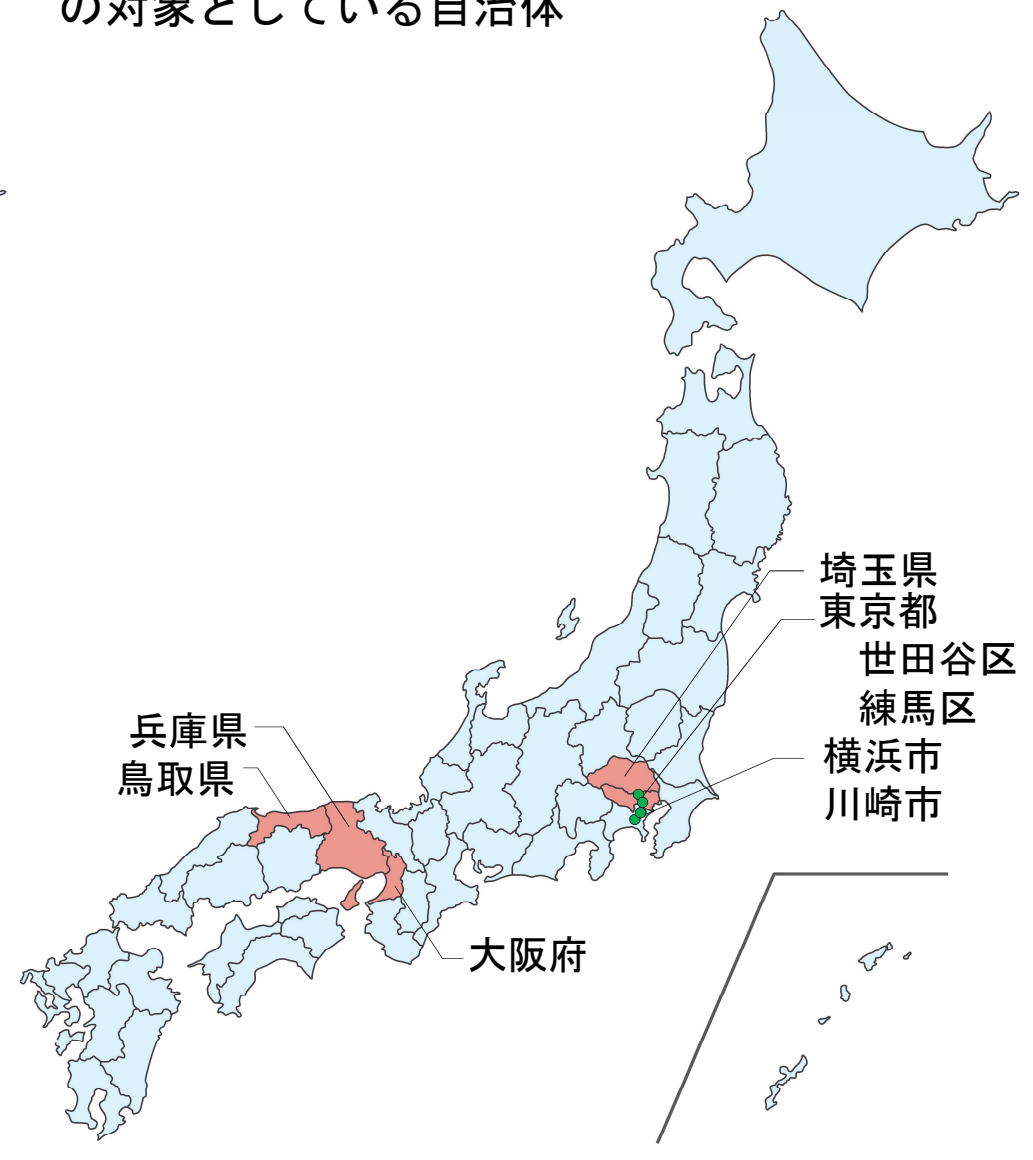 の対象としている自治体
埼玉県
東京都
世田谷区
練馬区
横浜市
川崎市
兵庫県
鳥取県
大阪府